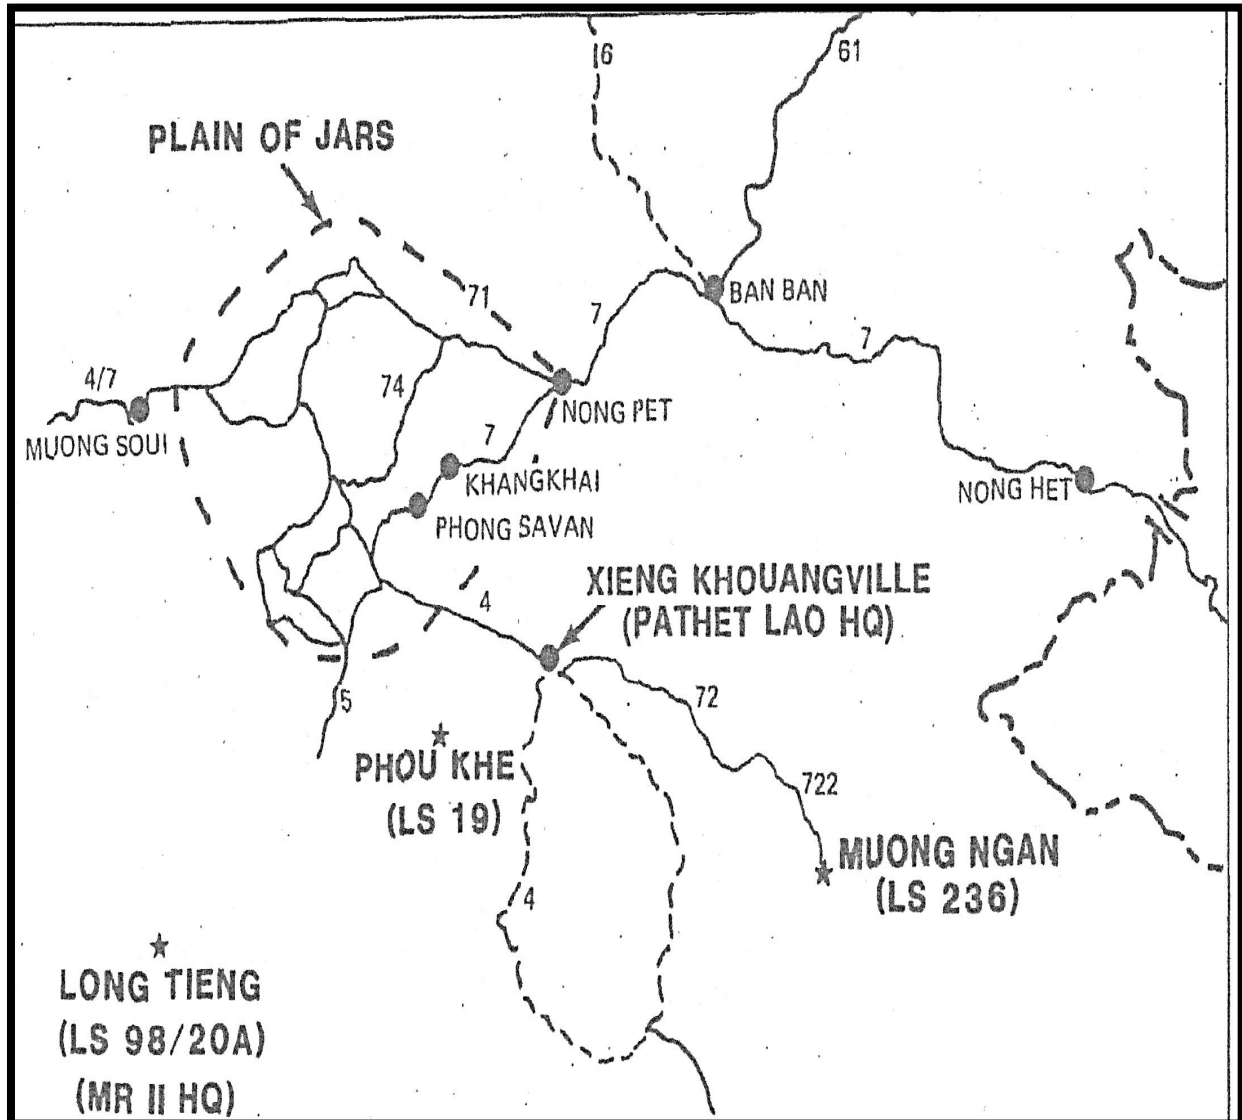 6
61
PLAIN OF JARS
71
7
BAN BAN
7
4/7
74
NONG PET
MUONG SOUI
7
KHANGKHAI
NONG HET
PHONG SAVAN
XIENG KHOUANGVILLE
(PATHET LAO HQ)
4
72
5
PHOU KHE
(LS 19)
722
MUONG NGAN
(LS 236)
4
LONG TIENG
(LS 98/20A)
(MR II HQ)